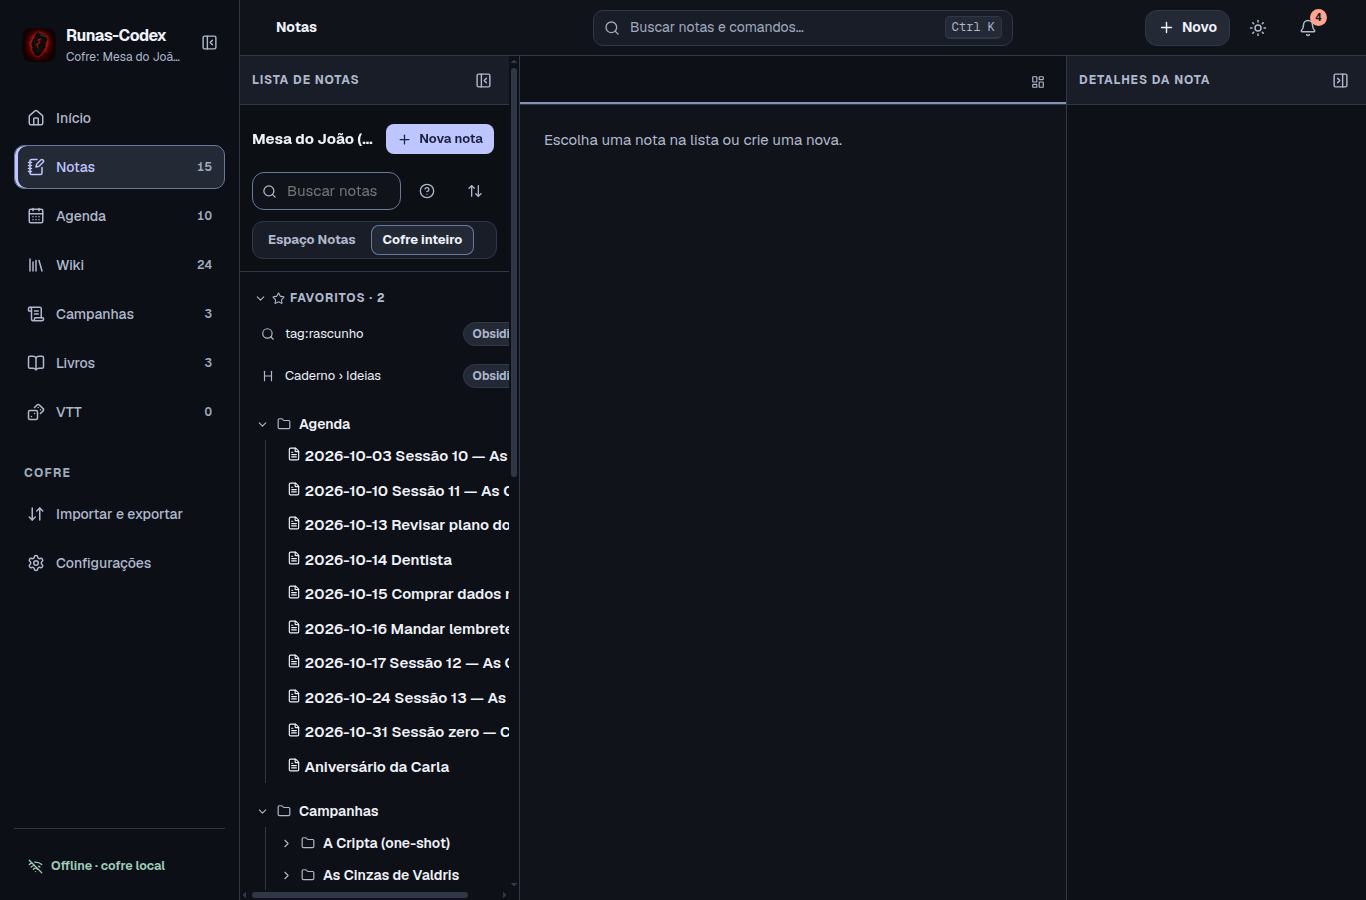 Runas-Codex
Cofre: Mesa do Joã...
Início
Notas 15
Agenda 10
Wiki 24
Campanhas 3
Livros 3
VTT 0
COFRE
Importar e exportar
Configurações
Offline · cofre local
Notas
Buscar notas e comandos...
Ctrl K
Novo
4
LISTA DE NOTAS
Mesa do João (...
Nova nota
Buscar notas
Espaço Notas
Cofre inteiro
FAVORITOS · 2
tag:rascunho Obsidi
Caderno › Ideias Obsidi
Agenda
2026-10-03 Sessão 10 — As
2026-10-10 Sessão 11 — As C
2026-10-13 Revisar plano do
2026-10-14 Dentista
2026-10-15 Comprar dados r
2026-10-16 Mandar lembrete
2026-10-17 Sessão 12 — As C
2026-10-24 Sessão 13 — As
2026-10-31 Sessão zero — C
Aniversário da Carla
Campanhas
A Cripta (one-shot)
As Cinzas de Valdris
Escolha uma nota na lista ou crie uma nova.
DETALHES DA NOTA